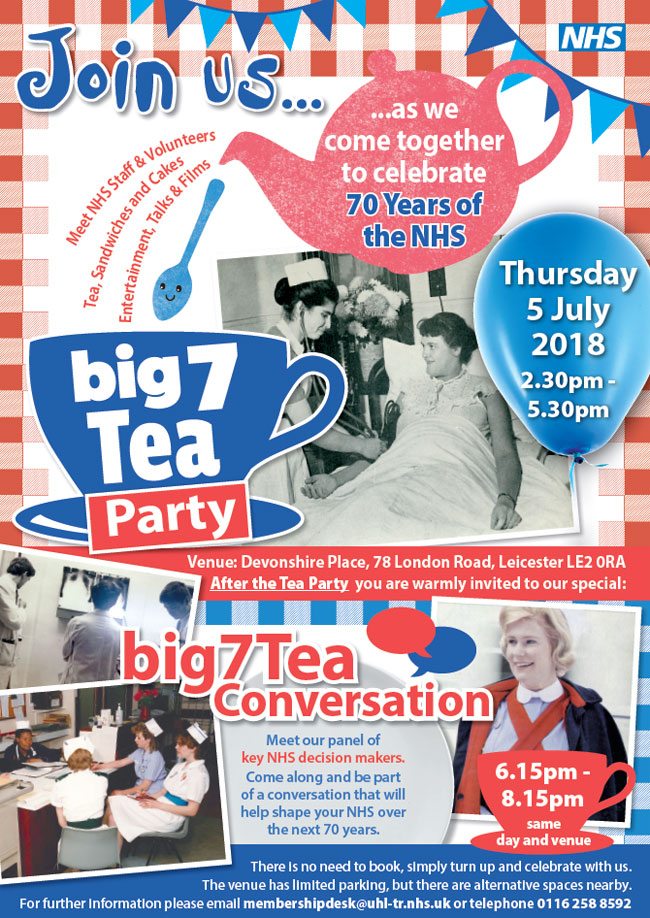 Join us...
NHS
...as we
come together
to celebrate
70 Years of
the NHS
Meet NHS Staff & Volunteers
Tea, Sandwiches and Cakes
Entertainment, Talks & Films
Thursday
5 July
2018
2.30pm -
5.30pm
big 7
Tea
Party
Venue: Devonshire Place, 78 London Road, Leicester LE2 0RA
After the Tea Party you are warmly invited to our special:
big7Tea
Conversation
Meet our panel of
key NHS decision makers.
Come along and be part
of a conversation that will
help shape your NHS over
the next 70 years.
6.15pm -
8.15pm
same
day and venue
There is no need to book, simply turn up and celebrate with us.
The venue has limited parking, but there are alternative spaces nearby.
For further information please email membershipdesk@uhl-tr.nhs.uk or telephone 0116 258 8592